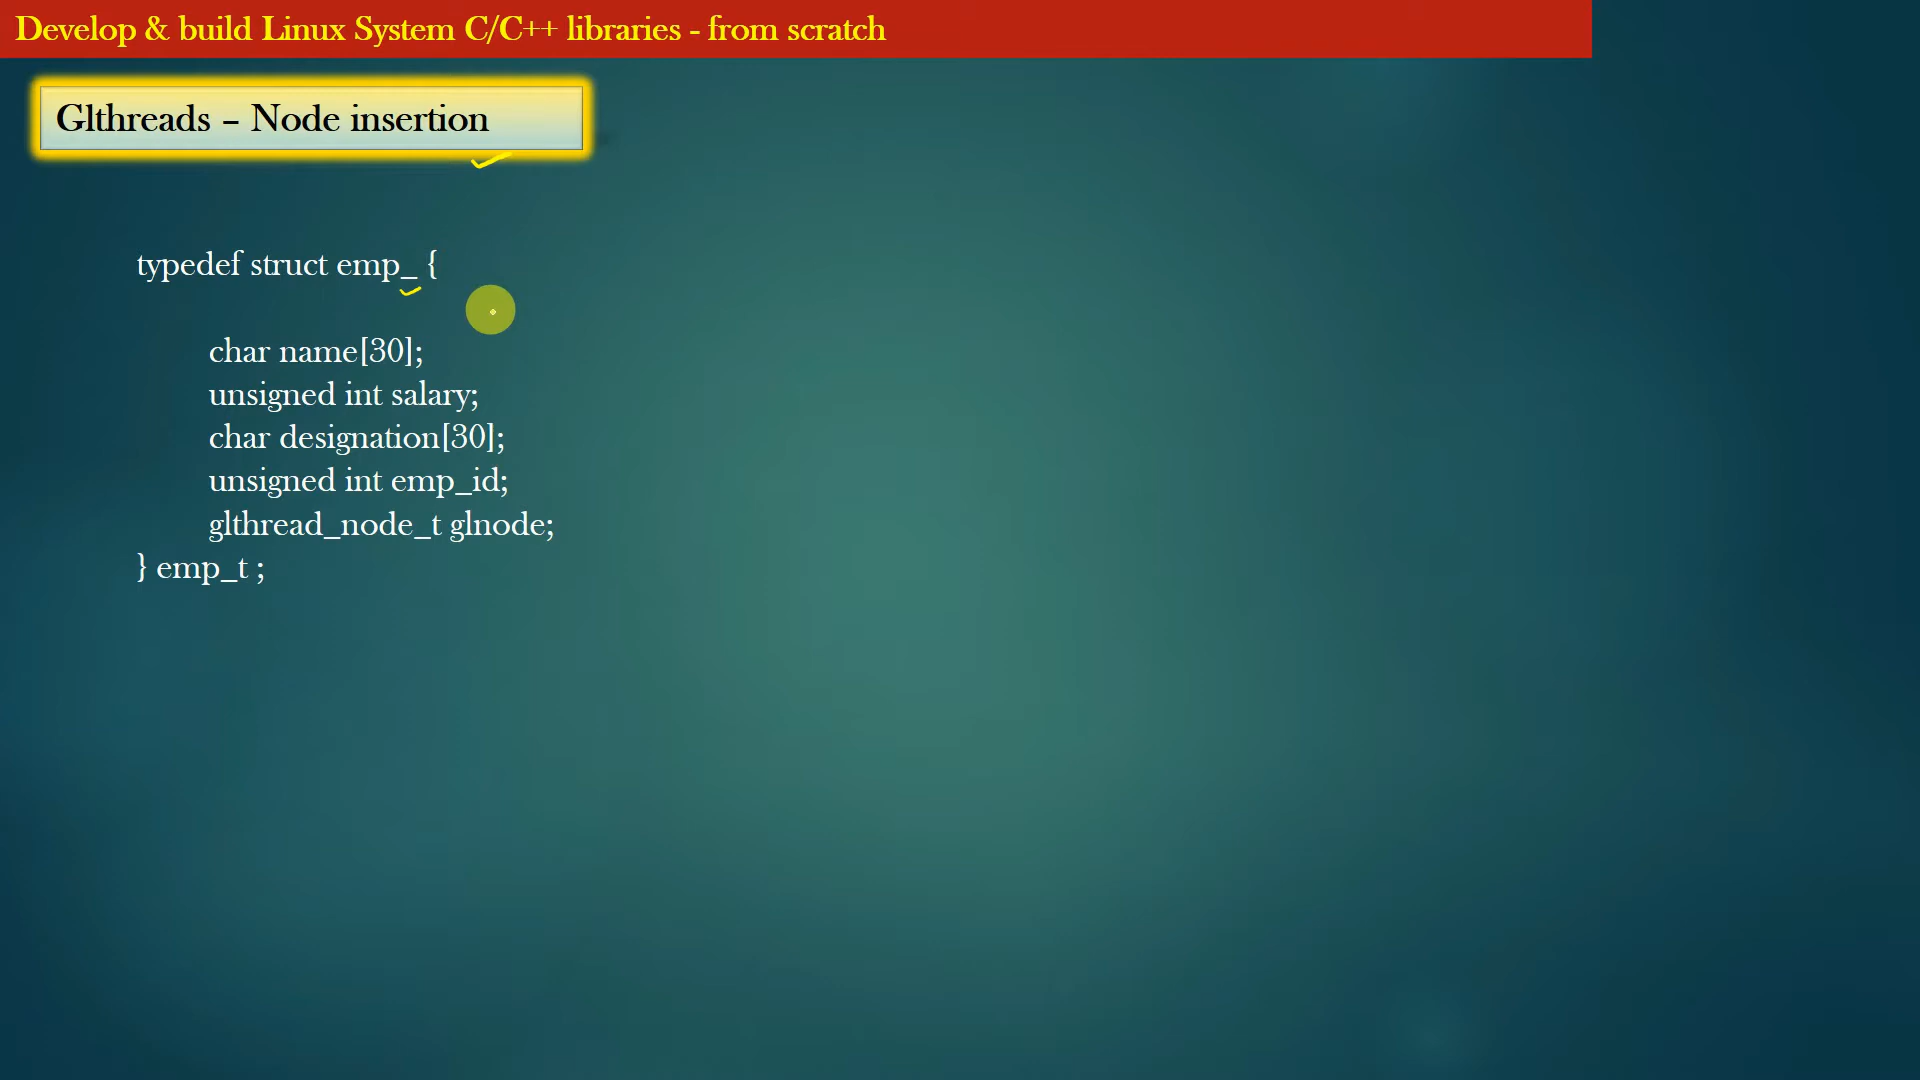 Develop & build Linux System C/C++ libraries - from scratch
Glthreads – Node insertion
typedef struct emp_ {
char name[30];
unsigned int salary;
char designation[30];
unsigned int emp_id;
glthread_node_t glnode;
} emp_t ;